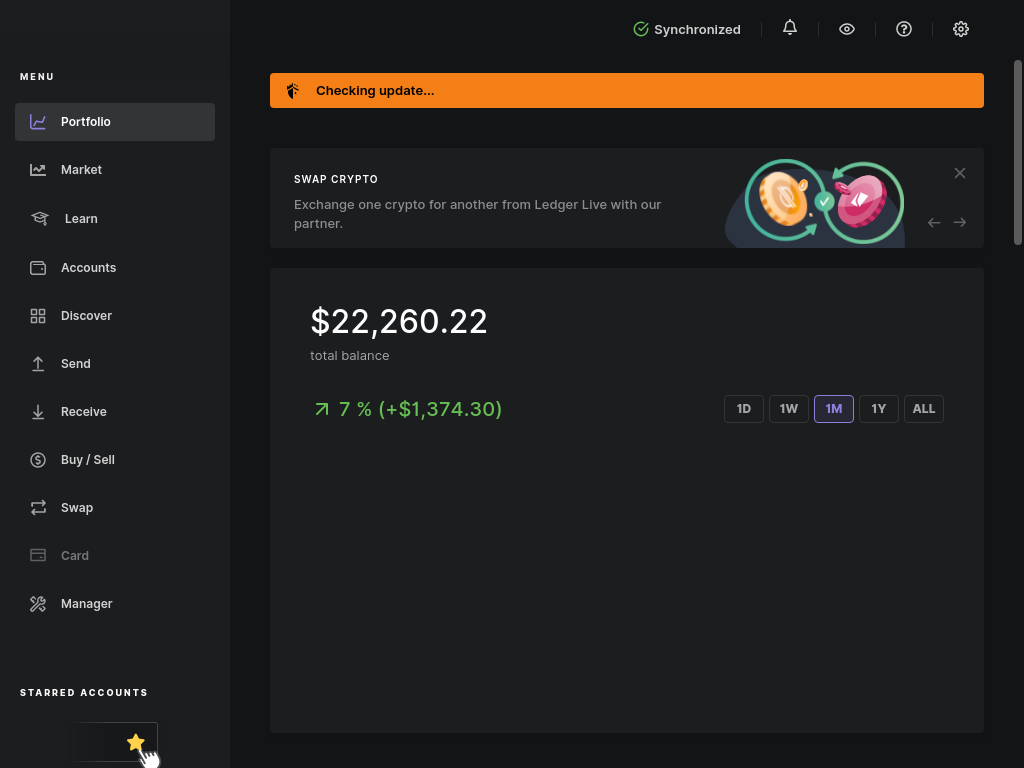 Synchronized
MENU
Checking update...
Portfolio
Market
Learn
Accounts
Discover
Send
Receive
Buy / Sell
Swap
Card
Manager
STARRED ACCOUNTS
SWAP CRYPTO
Exchange one crypto for another from Ledger Live with our
partner.
$22,260.22
total balance
7 % (+$1,374.30)
1D 1W 1M 1Y ALL